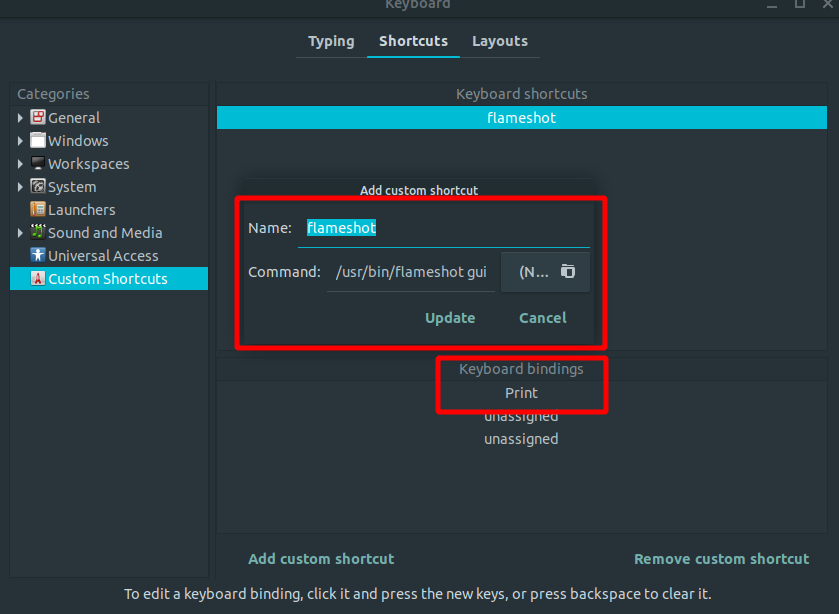 Keyboard
Typing Shortcuts Layouts
Categories
General
Windows
Workspaces
System
Launchers
Sound and Media
Universal Access
Custom Shortcuts
Keyboard shortcuts
flameshot
Add custom shortcut
Name: flameshot
Command: /usr/bin/flameshot gui (N...
Update Cancel
Keyboard bindings
Print
unassigned
unassigned
Add custom shortcut Remove custom shortcut
To edit a keyboard binding, click it and press the new keys, or press backspace to clear it.